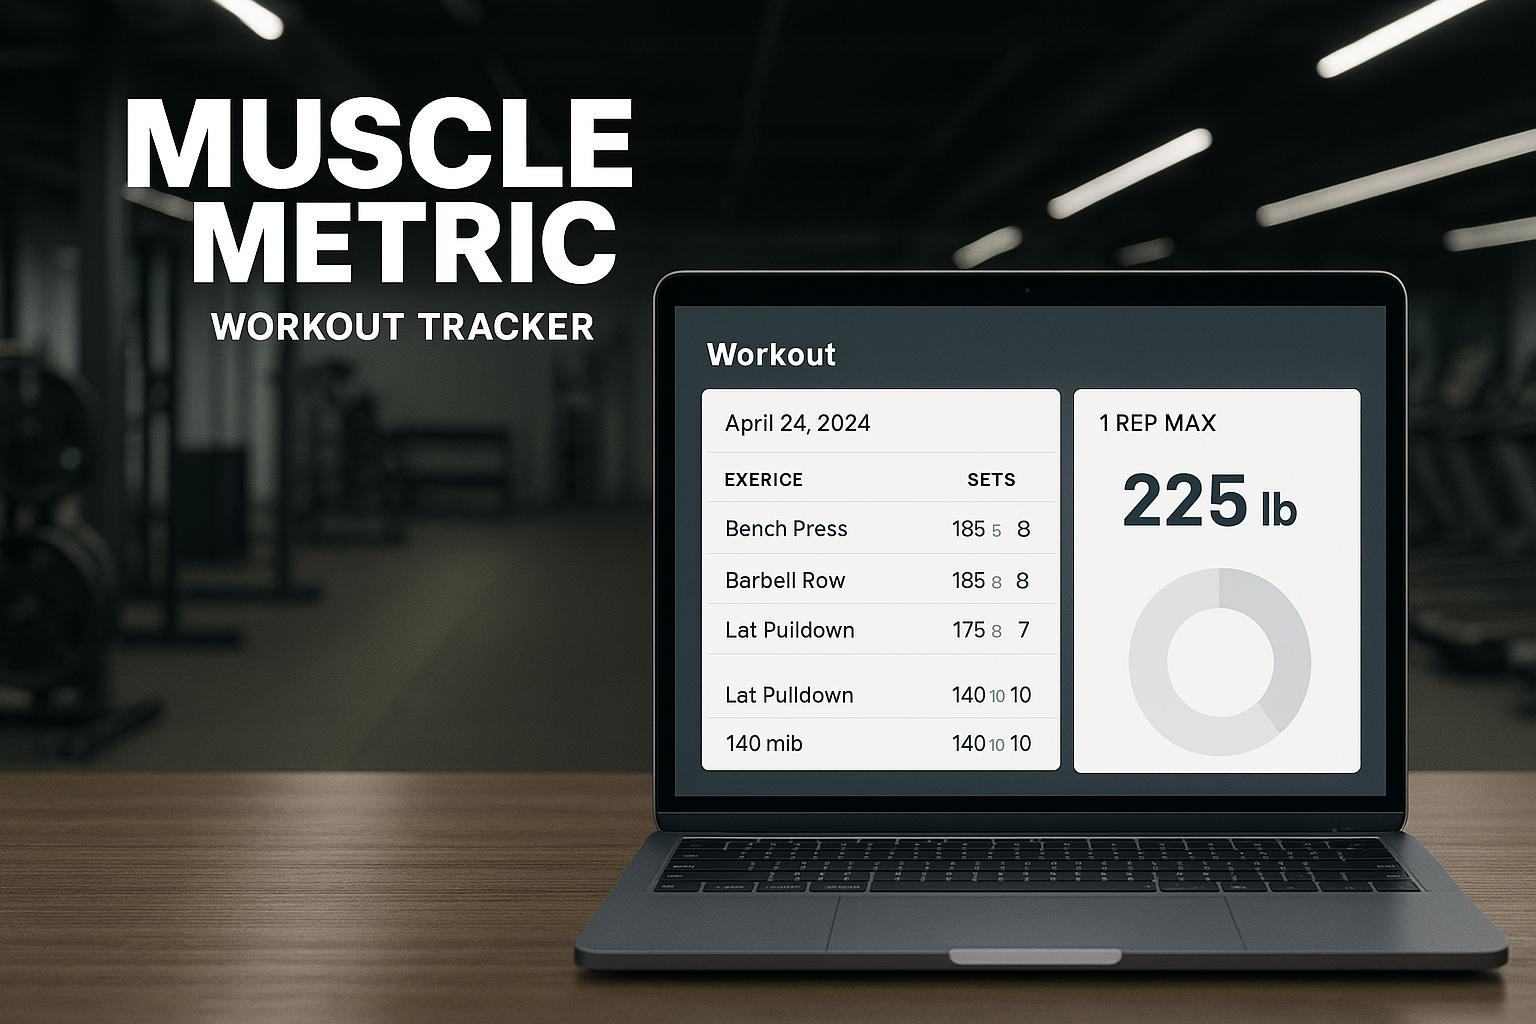 MUSCLE
METRIC
WORKOUT TRACKER
Workout
April 24, 2024
EXERICE SETS
Bench Press 185 5 8
Barbell Row 185 8 8
Lat Puildown 175 8 7
Lat Pulldown 140 10 10
140 mib 140 10 10
1 REP MAX
225 lb